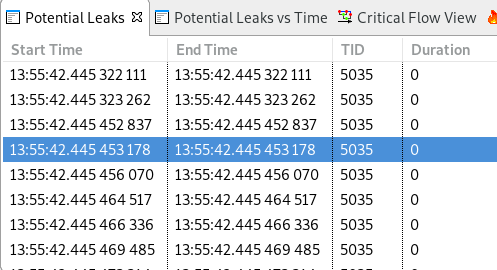 Potential Leaks Potential Leaks vs Time Critical Flow View
Start Time End Time TID Duration
13:55:42.445 322 111 13:55:42.445 322 111 5035 0
13:55:42.445 323 262 13:55:42.445 323 262 5035 0
13:55:42.445 452 837 13:55:42.445 452 837 5035 0
13:55:42.445 453 178 13:55:42.445 453 178 5035 0
13:55:42.445 456 070 13:55:42.445 456 070 5035 0
13:55:42.445 464 517 13:55:42.445 464 517 5035 0
13:55:42.445 466 336 13:55:42.445 466 336 5035 0
13:55:42.445 469 485 13:55:42.445 469 485 5035 0